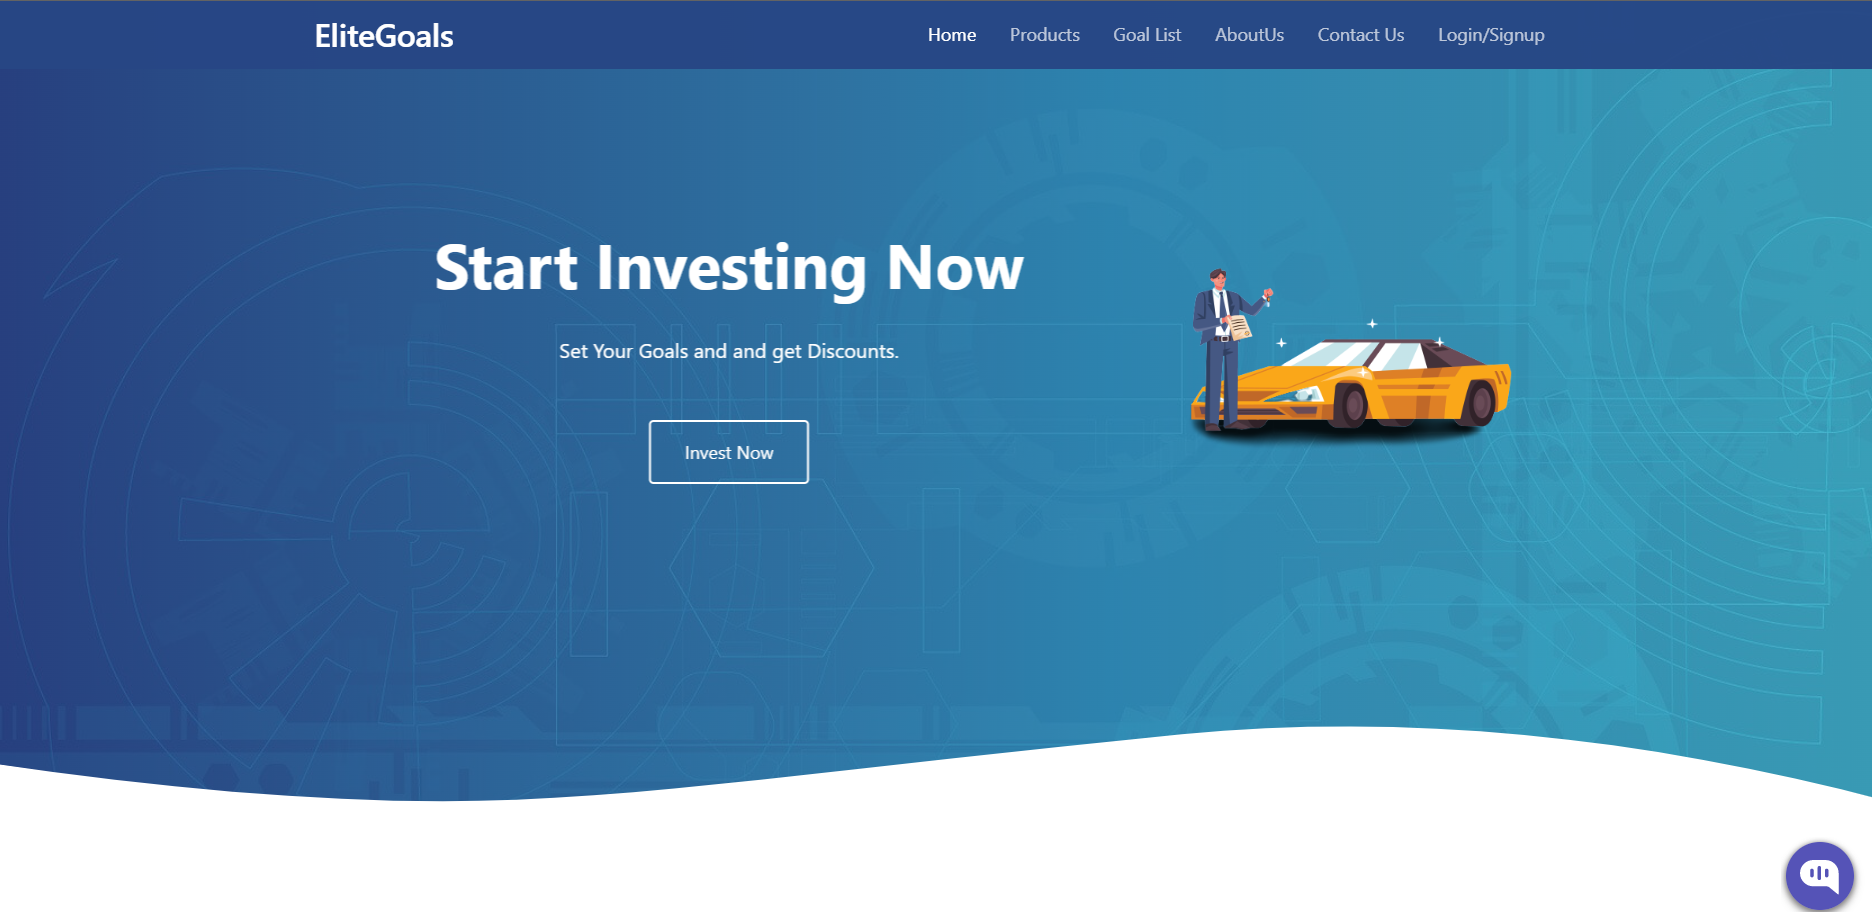 EliteGoals
Home Products Goal List AboutUs Contact Us Login/Signup
Start Investing Now
Set Your Goals and and get Discounts.
Invest Now